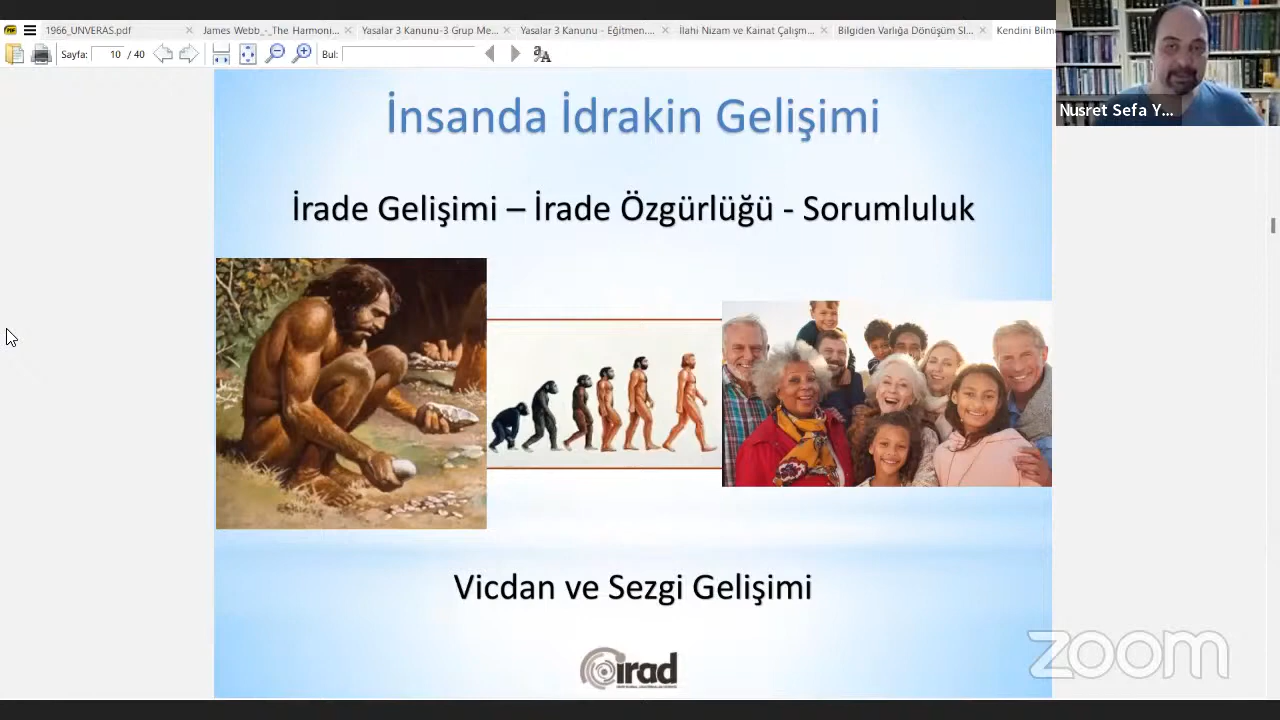 1966_UNVERAS.pdf
James Webb_-_The Harmoni...
Yasalar 3 Kanunu-3 Grup Me...
Yasalar 3 Kanunu - Eğitmen....
İlahi Nizam ve Kainat Çalışm...
Bilgiden Varlığa Dönüşüm Sl...
Kendini Bilm
Sayfa: 10 / 40
Bul:
Nusret Sefa Y...
İnsanda İdrakin Gelişimi
İrade Gelişimi – İrade Özgürlüğü - Sorumluluk
Vicdan ve Sezgi Gelişimi
irad
zoom